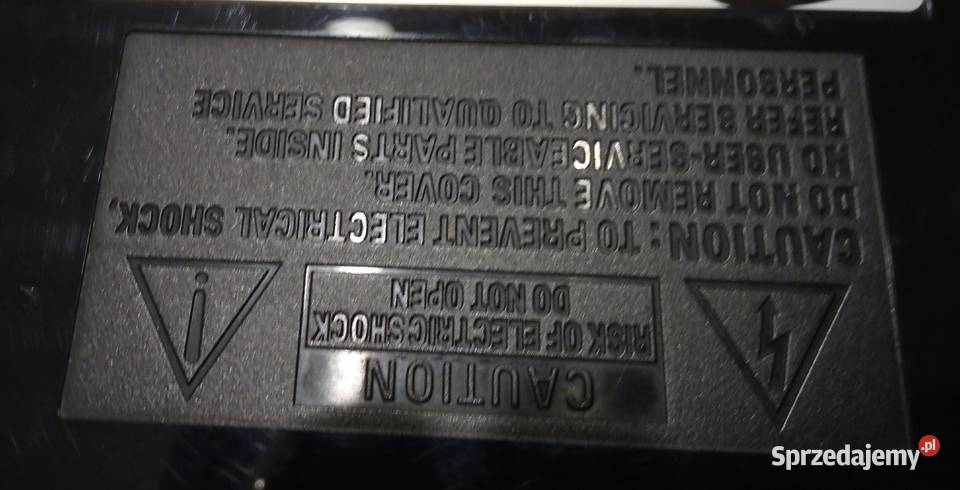 CAUTION
RISK OF ELECTRIC SHOCK
DO NOT OPEN
i
CAUTION: TO PREVENT ELECTRICAL SHOCK,
DO NOT REMOVE THIS COVER.
NO USER-SERVICEABLE PARTS INSIDE.
REFER SERVICING TO QUALIFIED SERVICE
PERSONNEL.
Sprzedajemy.pl